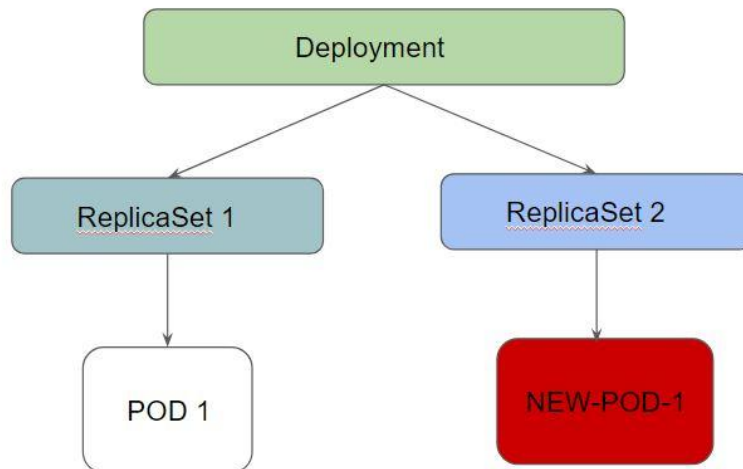 Deployment
ReplicaSet 1
ReplicaSet 2
POD 1
NEW-POD-1